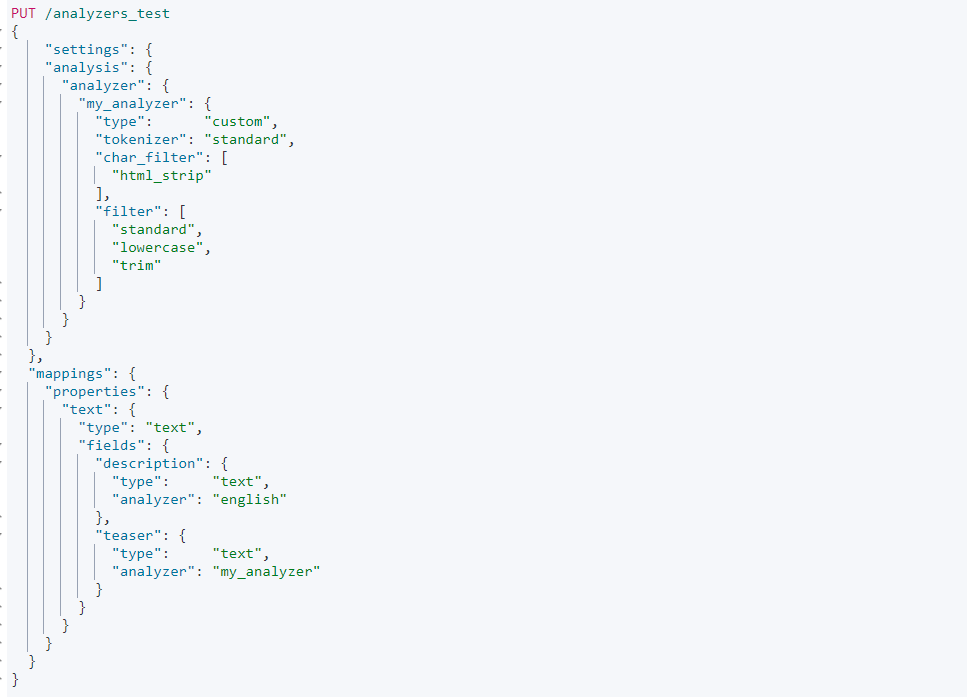 PUT /analyzers_test
{
    "settings": {
    "analysis": {
      "analyzer": {
        "my_analyzer": {
          "type":      "custom",
          "tokenizer": "standard",
          "char_filter": [
            "html_strip"
          ],
          "filter": [
            "standard",
            "lowercase",
            "trim"
          ]
        }
      }
    }
  },
  "mappings": {
    "properties": {
      "text": {
        "type": "text",
        "fields": {
          "description": {
            "type":     "text",
            "analyzer": "english"
          },
          "teaser": {
            "type":     "text",
            "analyzer": "my_analyzer"
          }
        }
      }
    }
  }
}